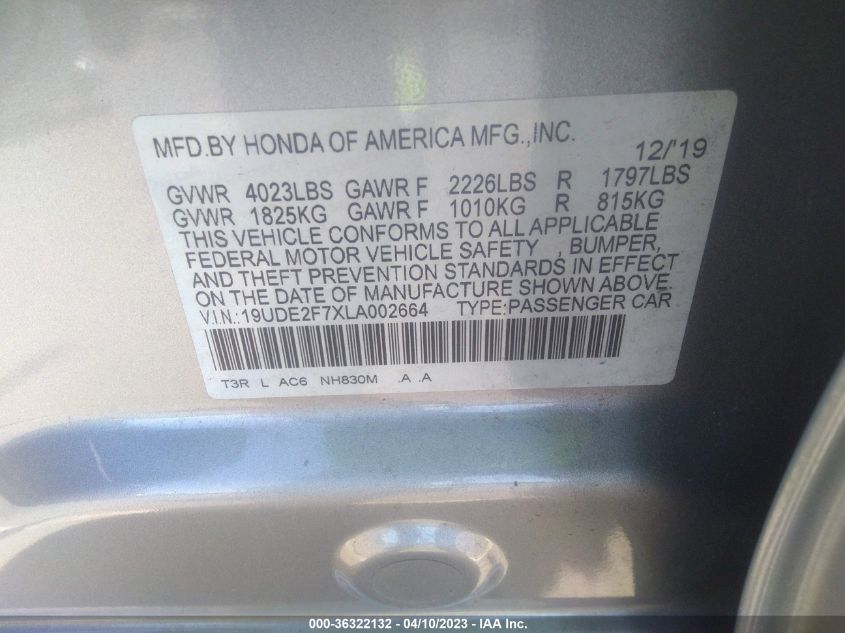 MFD.BY HONDA OF AMERICA MFG.,INC. 12/'19
GVWR 4023LBS GAWR F 2226LBS R 1797LBS
GVWR 1825KG GAWR F 1010KG R 815KG
THIS VEHICLE CONFORMS TO ALL APPLICABLE
FEDERAL MOTOR VEHICLE SAFETY , BUMPER,
AND THEFT PREVENTION STANDARDS IN EFFECT
ON THE DATE OF MANUFACTURE SHOWN ABOVE.
V.I.N.:19UDE2F7XLA002664 TYPE:PASSENGER CAR
T3R L AC6 NH830M .A .A
000-36322132 - 04/10/2023 - IAA Inc.